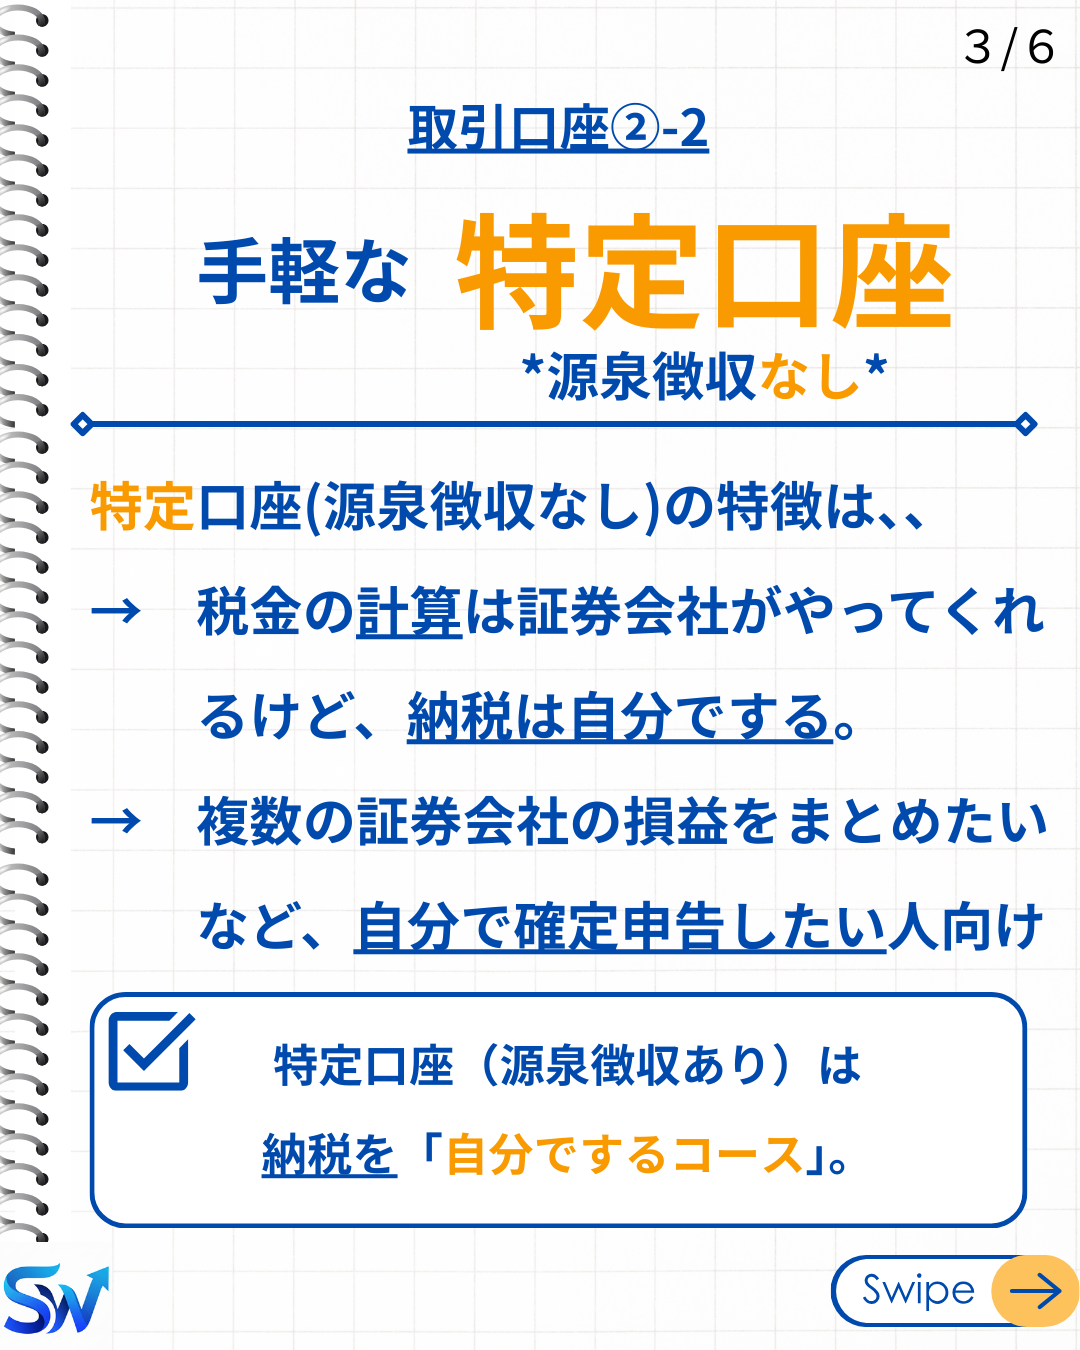 3/6
取引口座②-2
手軽な 特定口座
*源泉徴収なし*
特定口座(源泉徴収なし)の特徴は、、
→ 税金の計算は証券会社がやってくれ
るけど、納税は自分でする。
→ 複数の証券会社の損益をまとめたい
など、自分で確定申告したい人向け
特定口座（源泉徴収あり）は
納税を「自分でするコース」。
SW
Swipe →